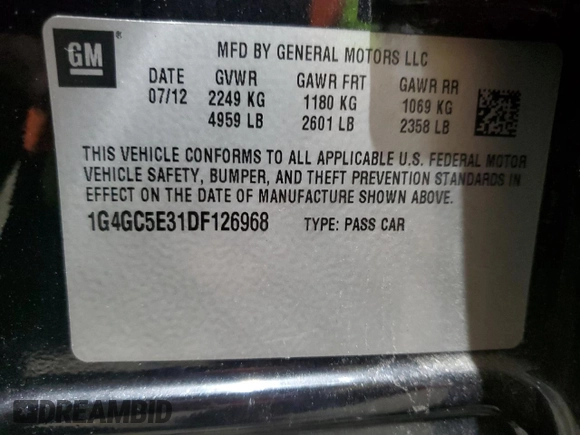 GM ®
MFD BY GENERAL MOTORS LLC
DATE GVWR GAWR FRT GAWR RR
07/12 2249 KG 1180 KG 1069 KG
4959 LB 2601 LB 2358 LB
THIS VEHICLE CONFORMS TO ALL APPLICABLE U.S. FEDERAL MOTOR
VEHICLE SAFETY, BUMPER, AND THEFT PREVENTION STANDARDS IN
EFFECT ON THE DATE OF MANUFACTURE SHOWN ABOVE.
1G4GC5E31DF126968 TYPE: PASS CAR
DREAMBID